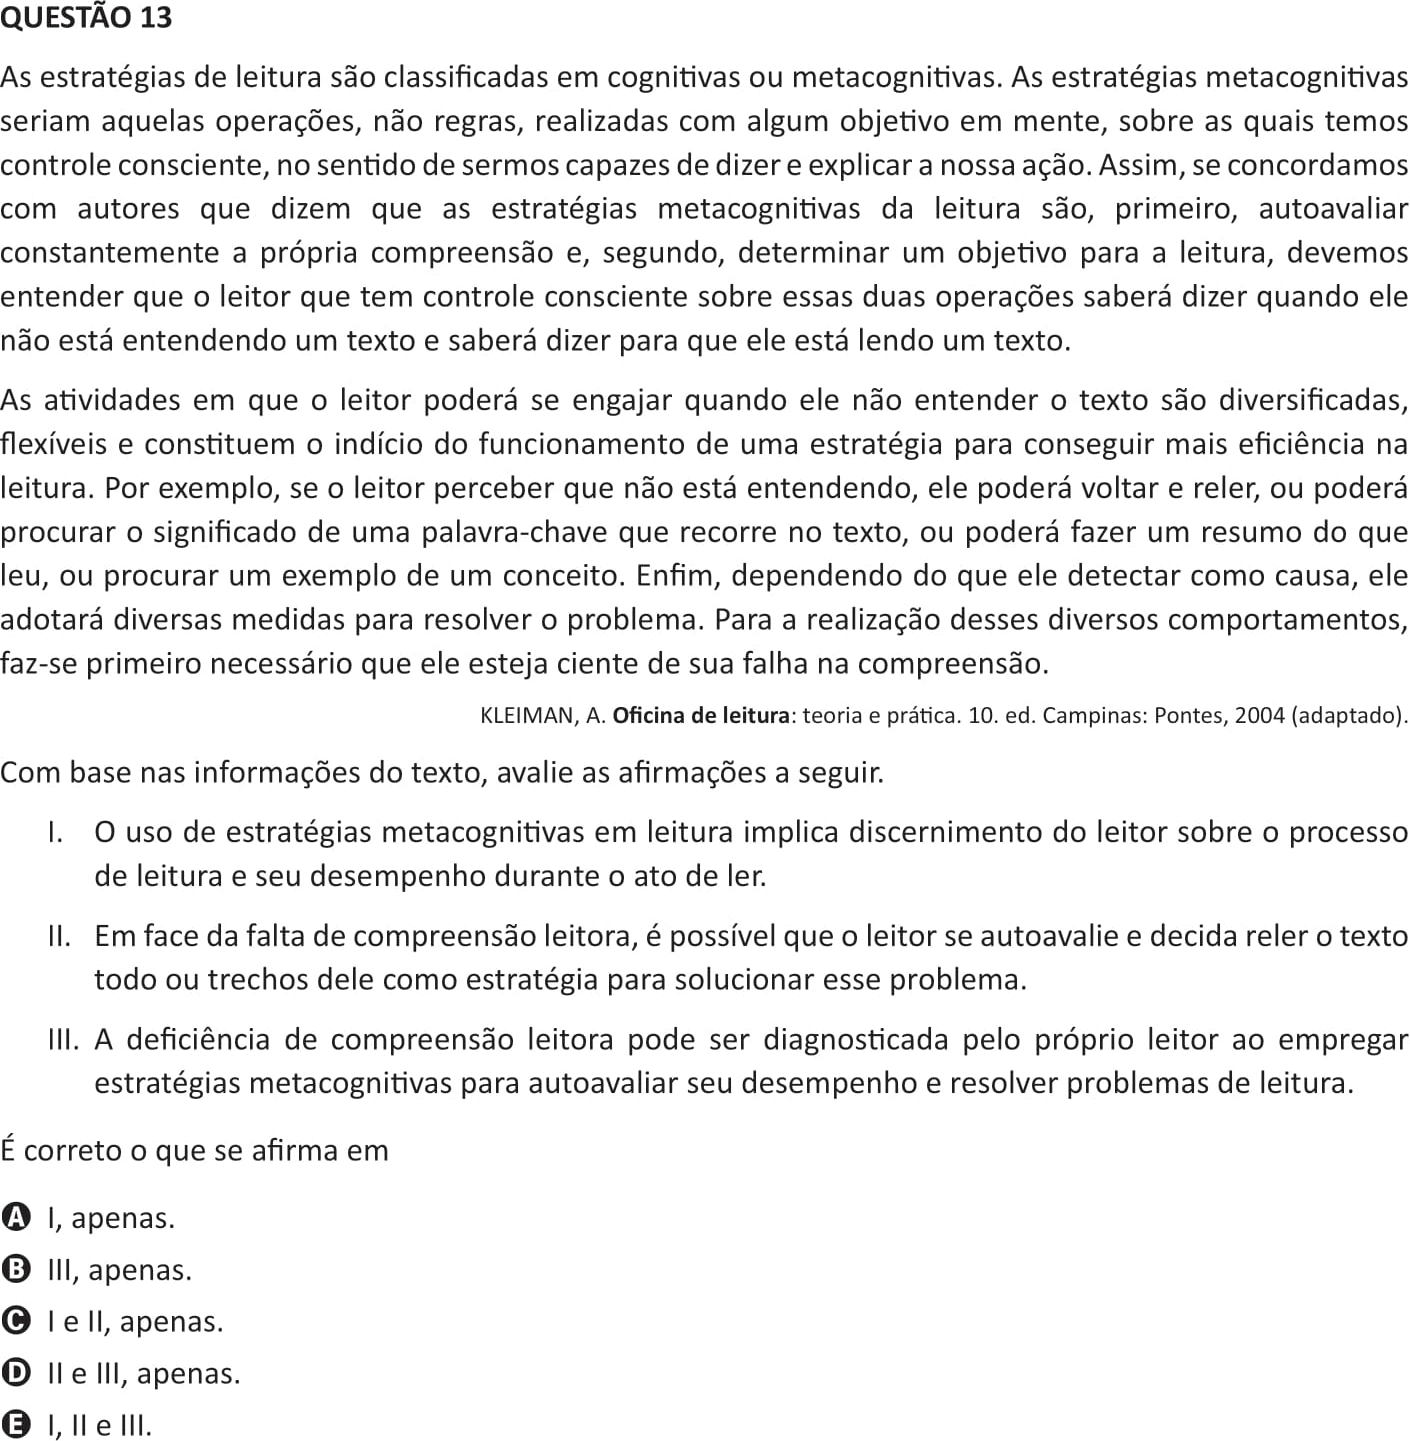 QUESTÃO 13
As estratégias de leitura são classificadas em cognitivas ou metacognitivas. As estratégias metacognitivas
seriam aquelas operações, não regras, realizadas com algum objetivo em mente, sobre as quais temos
controle consciente, no sentido de sermos capazes de dizer e explicar a nossa ação. Assim, se concordamos
com autores que dizem que as estratégias metacognitivas da leitura são, primeiro, autoavaliar
constantemente a própria compreensão e, segundo, determinar um objetivo para a leitura, devemos
entender que o leitor que tem controle consciente sobre essas duas operações saberá dizer quando ele
não está entendendo um texto e saberá dizer para que ele está lendo um texto.
As atividades em que o leitor poderá se engajar quando ele não entender o texto são diversificadas,
flexíveis e constituem o indício do funcionamento de uma estratégia para conseguir mais eficiência na
leitura. Por exemplo, se o leitor perceber que não está entendendo, ele poderá voltar e reler, ou poderá
procurar o significado de uma palavra-chave que recorre no texto, ou poderá fazer um resumo do que
leu, ou procurar um exemplo de um conceito. Enfim, dependendo do que ele detectar como causa, ele
adotará diversas medidas para resolver o problema. Para a realização desses diversos comportamentos,
faz-se primeiro necessário que ele esteja ciente de sua falha na compreensão.
KLEIMAN, A. Oficina de leitura: teoria e prática. 10. ed. Campinas: Pontes, 2004 (adaptado).
Com base nas informações do texto, avalie as afirmações a seguir.
I. O uso de estratégias metacognitivas em leitura implica discernimento do leitor sobre o processo
de leitura e seu desempenho durante o ato de ler.
II. Em face da falta de compreensão leitora, é possível que o leitor se autoavalie e decida reler o texto
todo ou trechos dele como estratégia para solucionar esse problema.
III. A deficiência de compreensão leitora pode ser diagnosticada pelo próprio leitor ao empregar
estratégias metacognitivas para autoavaliar seu desempenho e resolver problemas de leitura.
É correto o que se afirma em
A I, apenas.
B III, apenas.
C I e II, apenas.
D II e III, apenas.
E I, II e III.